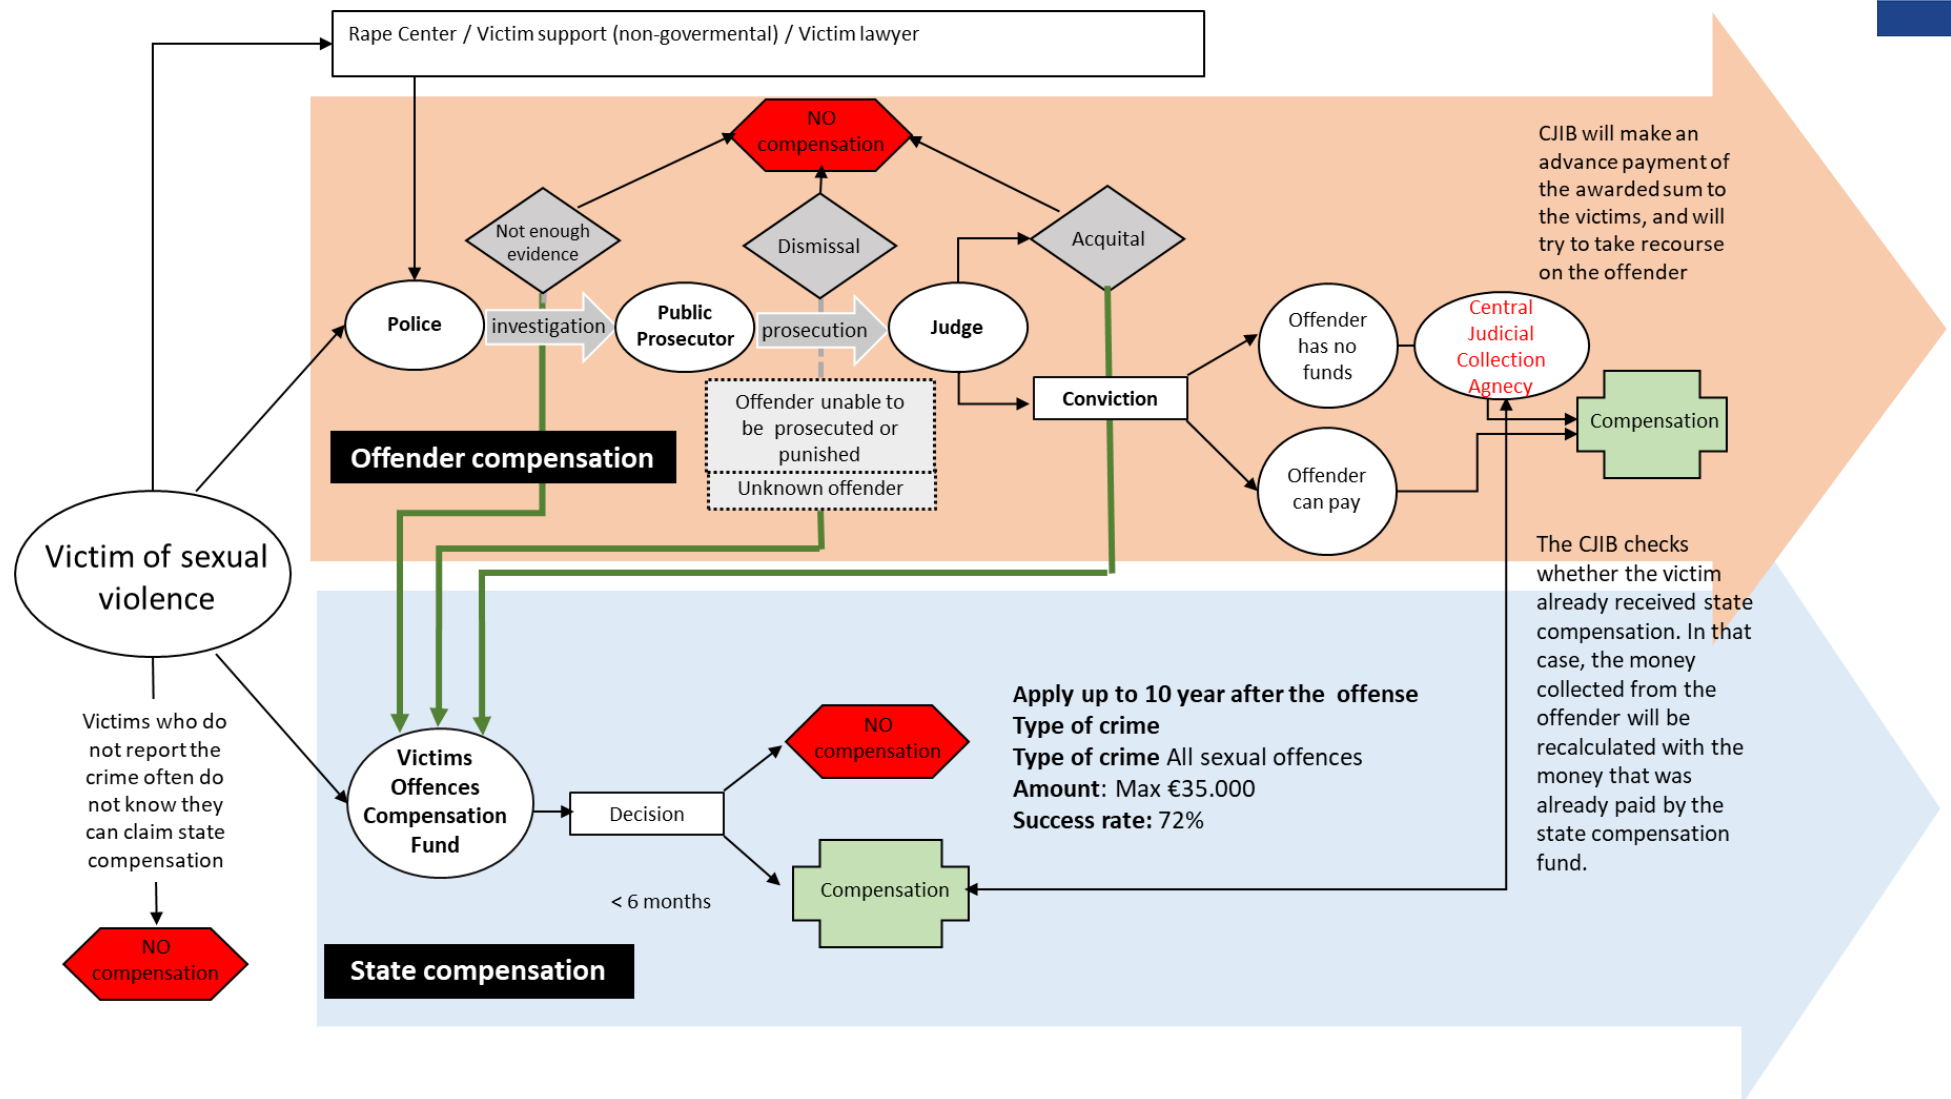 Rape Center / Victim support (non-govermental) / Victim lawyer
NO
compensation
CJIB will make an
advance payment of
the awarded sum to
the victims, and will
try to take recourse
on the offender
Not enough
evidence
Dismissal
Acquital
Police
investigation
Public
Prosecutor
prosecution
Judge
Offender
has no
funds
Central
Judicial
Collection
Agnecy
Offender unable to
be prosecuted or
punished
Unknown offender
Conviction
Compensation
Offender compensation
Offender
can pay
Victim of sexual
violence
The CJIB checks
whether the victim
already received state
compensation. In that
case, the money
collected from the
offender will be
recalculated with the
money that was
already paid by the
state compensation
fund.
Victims who do
not report the
crime often do
not know they
can claim state
compensation
NO
compensation
Victims
Offences
Compensation
Fund
Decision
< 6 months
NO
compensation
Compensation
Apply up to 10 year after the offense
Type of crime
Type of crime All sexual offences
Amount: Max €35.000
Success rate: 72%
State compensation